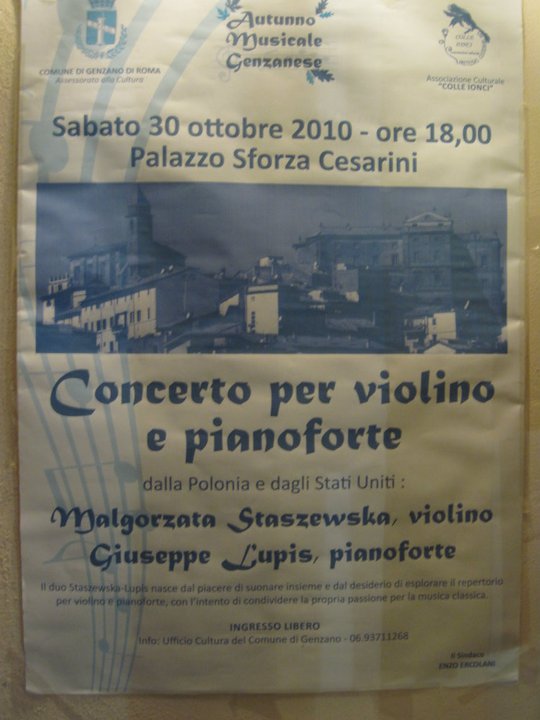 COMUNE DI GENZANO DI ROMA
Assessorato alla Cultura
Autunno
Musicale
Genzanese
COLLE IONCI
Associazione Culturale
"COLLE IONCI"
Sabato 30 ottobre 2010 - ore 18,00
Palazzo Sforza Cesarini
Concerto per violino
e pianoforte
dalla Polonia e dagli Stati Uniti :
Malgorzata Staszewska, violino
Giuseppe Lupis, pianoforte
Il duo Staszewska-Lupis nasce dal piacere di suonare insieme e dal desiderio di esplorare il repertorio
per violino e pianoforte, con l'intento di condividere la propria passione per la musica classica.
INGRESSO LIBERO
Info: Ufficio Cultura del Comune di Genzano - 06.93711268
Il Sindaco
ENZO ERCOLANI